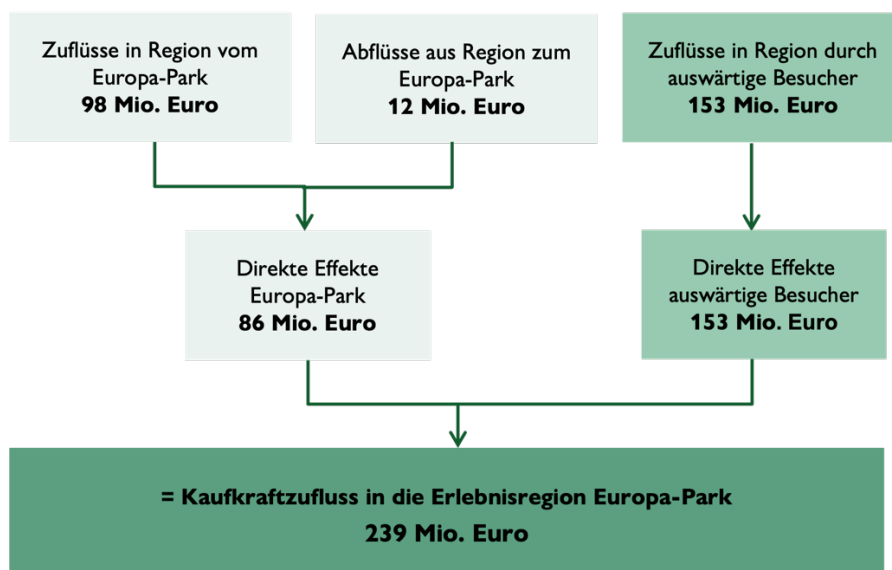 Zuflüsse in Region vom
Europa-Park
98 Mio. Euro
Abflüsse aus Region zum
Europa-Park
12 Mio. Euro
Zuflüsse in Region durch
auswärtige Besucher
153 Mio. Euro
Direkte Effekte
Europa-Park
86 Mio. Euro
Direkte Effekte
auswärtige Besucher
153 Mio. Euro
= Kaufkraftzufluss in die Erlebnisregion Europa-Park
239 Mio. Euro